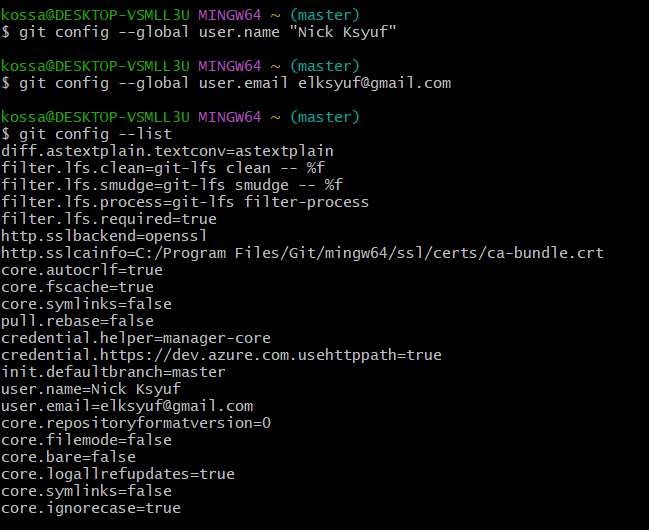 kossa@DESKTOP-VSMLL3U MINGW64 ~ (master)
$ git config --global user.name "Nick Ksyuf"
kossa@DESKTOP-VSMLL3U MINGW64 ~ (master)
$ git config --global user.email elksyuf@gmail.com
kossa@DESKTOP-VSMLL3U MINGW64 ~ (master)
$ git config --list
diff.astextplain.textconv=astextplain
filter.lfs.clean=git-lfs clean -- %f
filter.lfs.smudge=git-lfs smudge -- %f
filter.lfs.process=git-lfs filter-process
filter.lfs.required=true
http.sslbackend=openssl
http.sslcainfo=C:/Program Files/Git/mingw64/ssl/certs/ca-bundle.crt
core.autocrlf=true
core.fscache=true
core.symlinks=false
pull.rebase=false
credential.helper=manager-core
credential.https://dev.azure.com.usehttppath=true
init.defaultbranch=master
user.name=Nick Ksyuf
user.email=elksyuf@gmail.com
core.repositoryformatversion=0
core.filemode=false
core.bare=false
core.logallrefupdates=true
core.symlinks=false
core.ignorecase=true